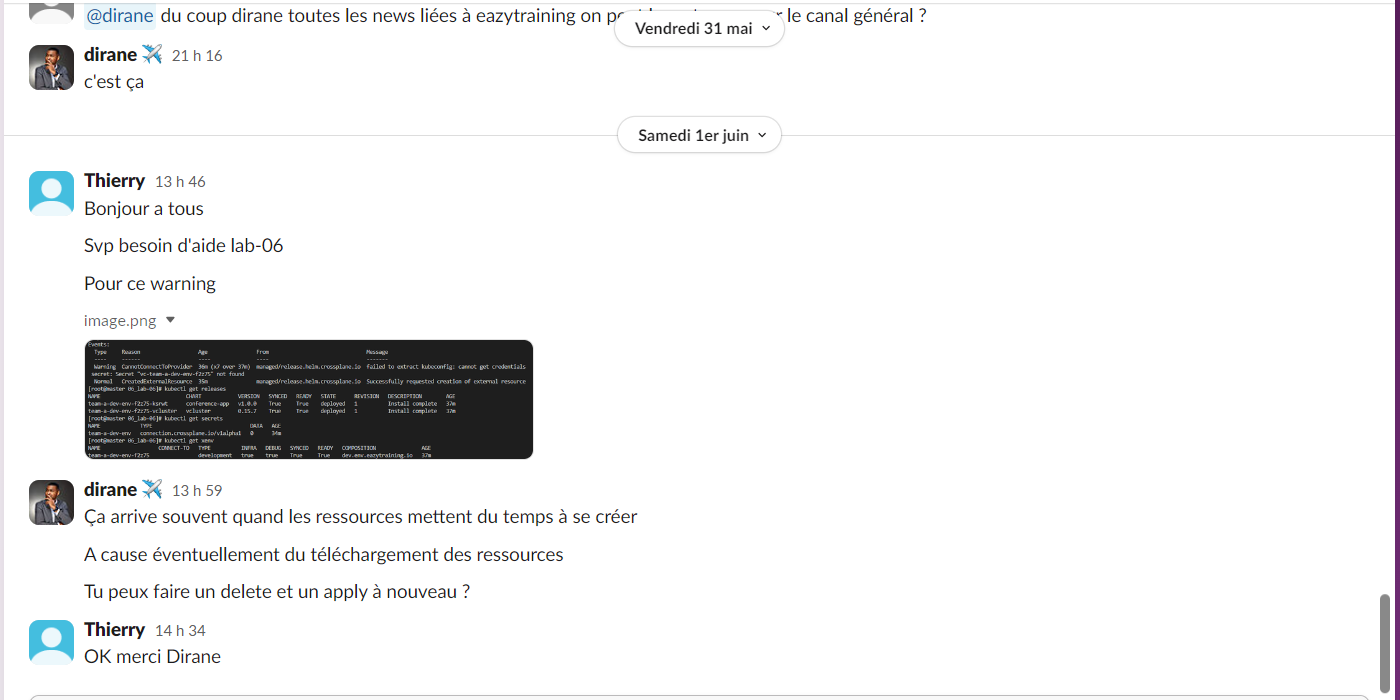 @dirane du coup dirane toutes les news liées à eazytraining on le canal général ?
Vendredi 31 mai
dirane 21 h 16
c'est ça
Samedi 1er juin
Thierry 13 h 46
Bonjour a tous
Svp besoin d'aide lab-06
Pour ce warning
image.png
Events:
Type Reason Age From Message
---- ------ ---- ---- -------
Warning CannotConnectToProvider 36m (x7 over 37m) managed/release.helm.crossplane.io failed to extract kubeconfig: cannot get credentials
secret: Secret "vc-team-a-dev-env-f2z75" not found
Normal CreatedExternalResource 35m managed/release.helm.crossplane.io Successfully requested creation of external resource
[root@master 06_lab-06]# kubectl get releases
NAME CHART VERSION SYNCED READY STATE REVISION DESCRIPTION AGE
team-a-dev-env-f2z75-ksrwt conference-app v1.0.0 True True deployed 1 Install complete 37m
team-a-dev-env-f2z75-vcluster vcluster 0.15.7 True True deployed 1 Install complete 37m
[root@master 06_lab-06]# kubectl get secrets
NAME TYPE DATA AGE
team-a-dev-env connection.crossplane.io/v1alpha1 0 34m
[root@master 06_lab-06]# kubectl get xenv
NAME CONNECT-TO TYPE INFRA DEBUG SYNCED READY COMPOSITION AGE
team-a-dev-env-f2z75 development true true True True dev.env.eazytraining.io 37m
dirane 13 h 59
Ça arrive souvent quand les ressources mettent du temps à se créer
A cause éventuellement du téléchargement des ressources
Tu peux faire un delete et un apply à nouveau ?
Thierry 14 h 34
OK merci Dirane